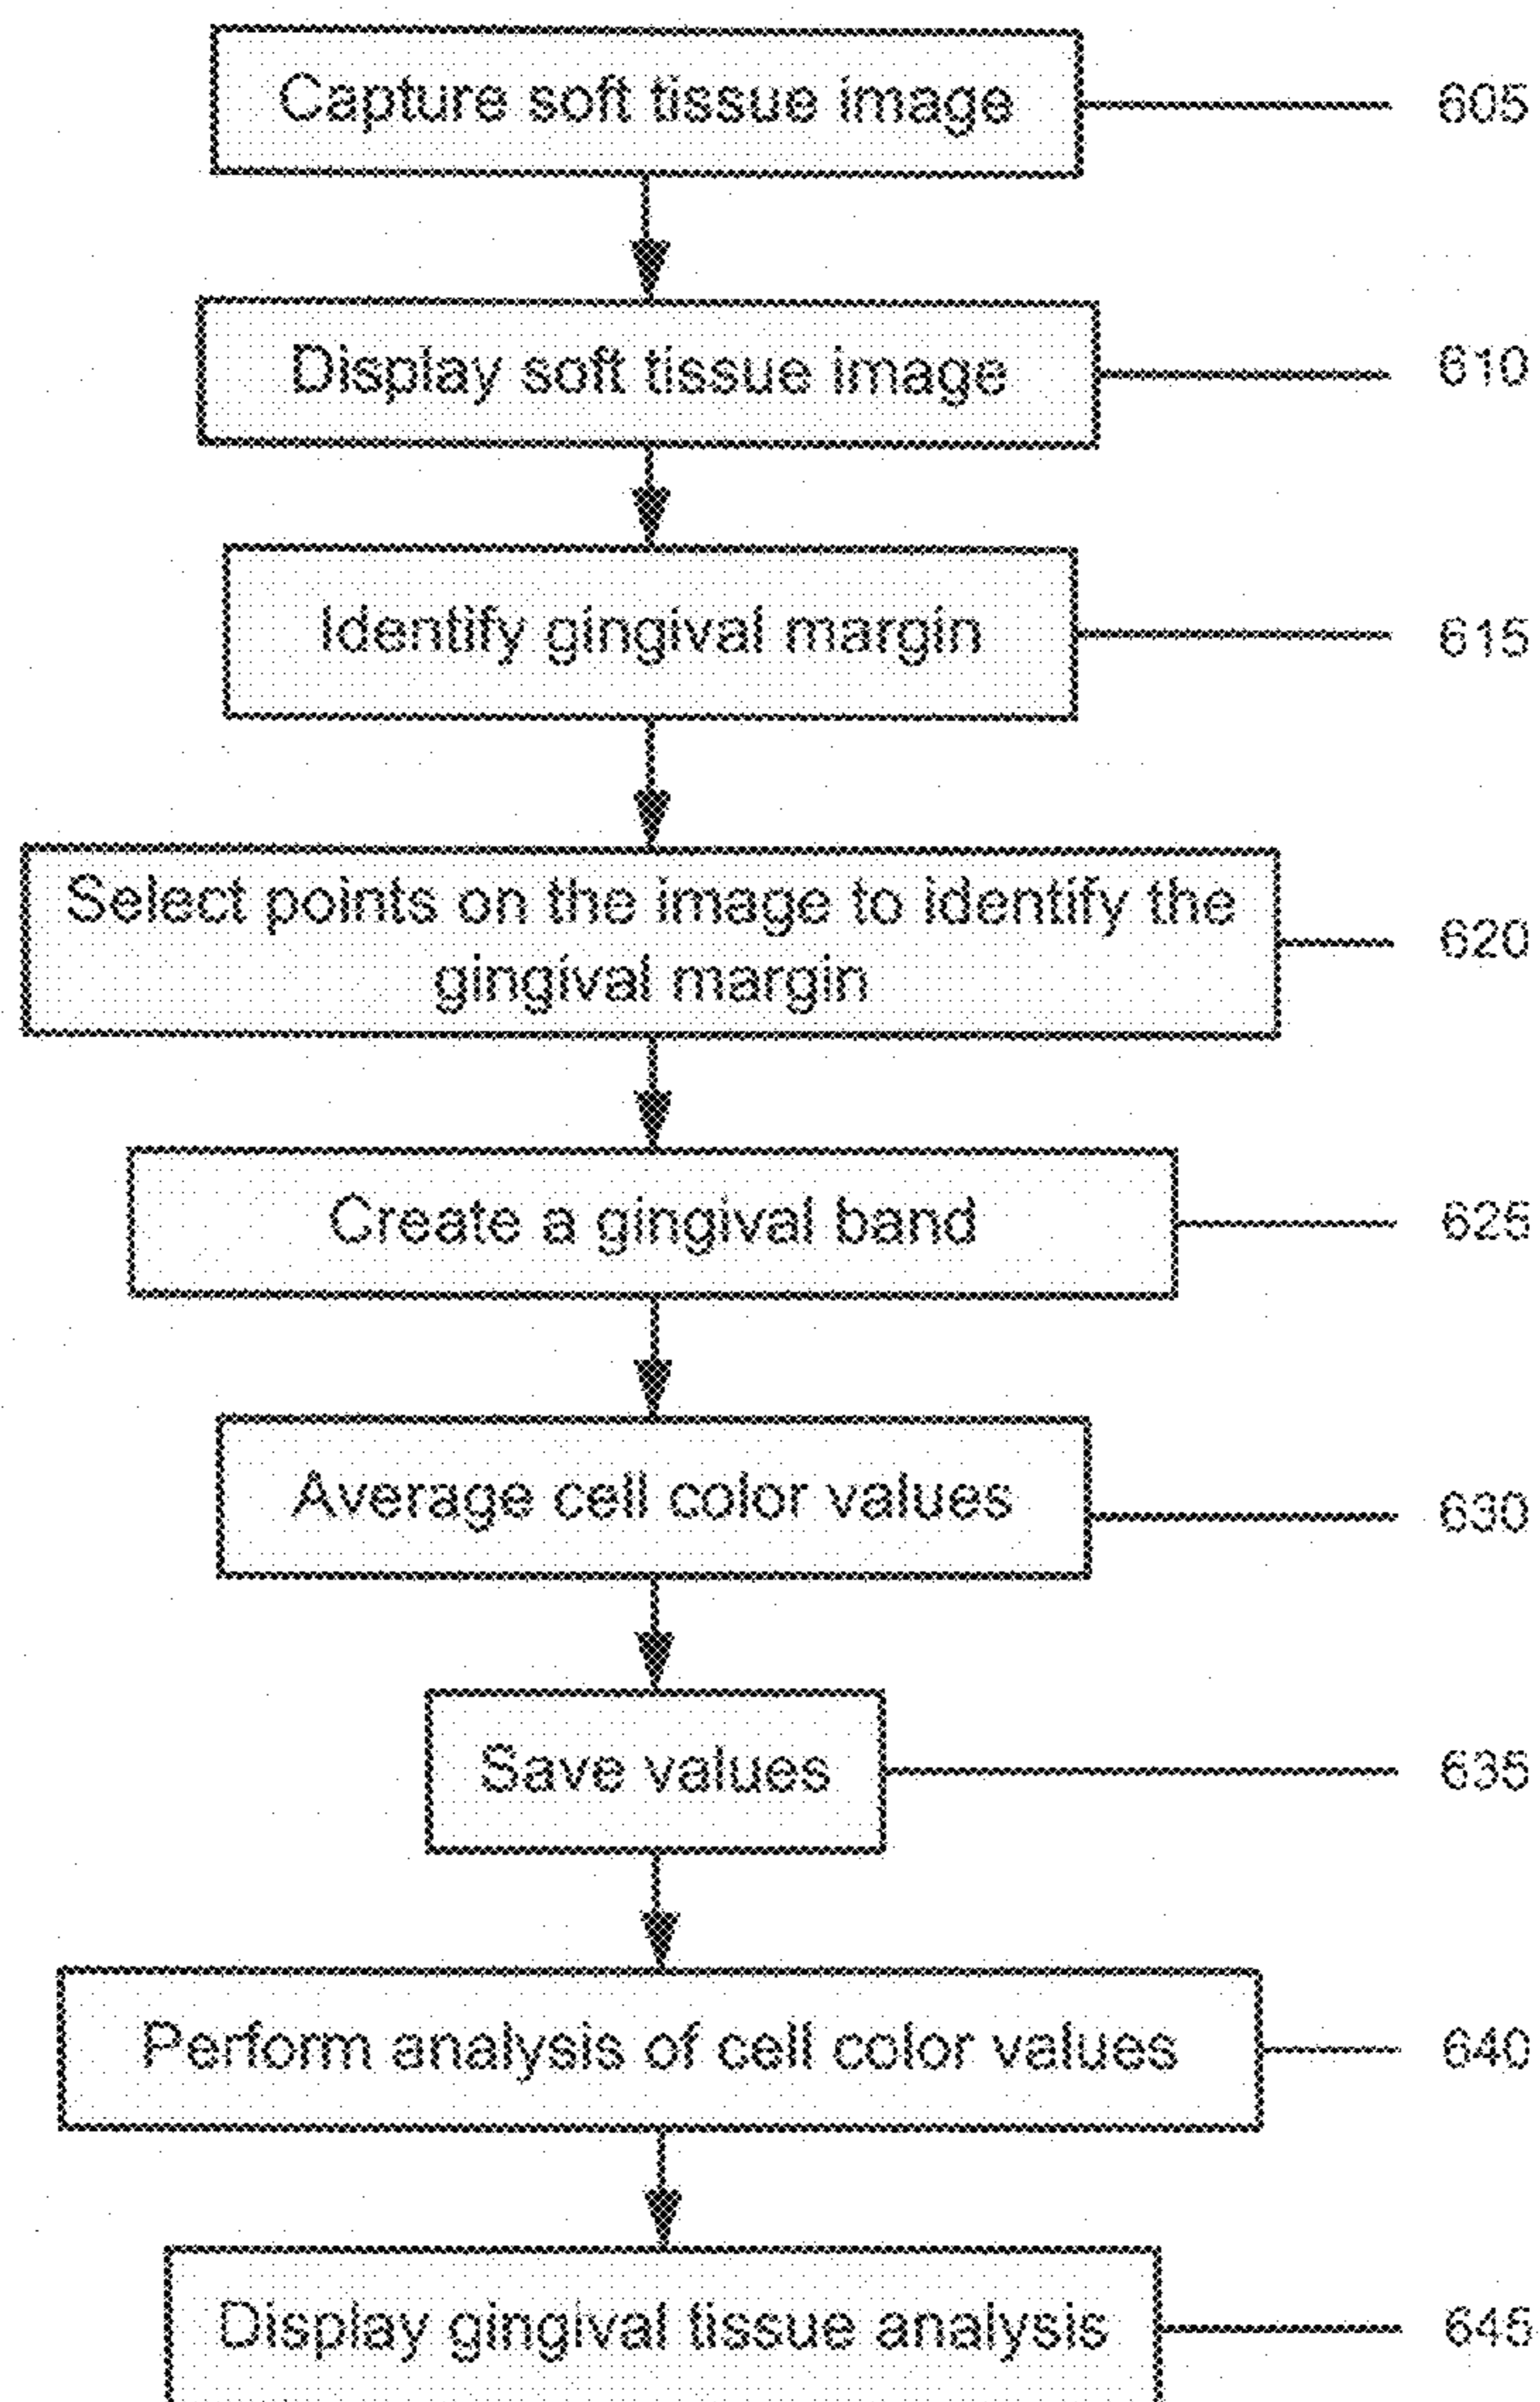 Capture soft tissue image 605
Display soft tissue image 610
Identify gingival margin 615
Select points on the image to identify the
gingival margin 620
Create a gingival band 625
Average cell color values 630
Save values 635
Perform analysis of cell color values 640
Display gingival tissue analysis 645